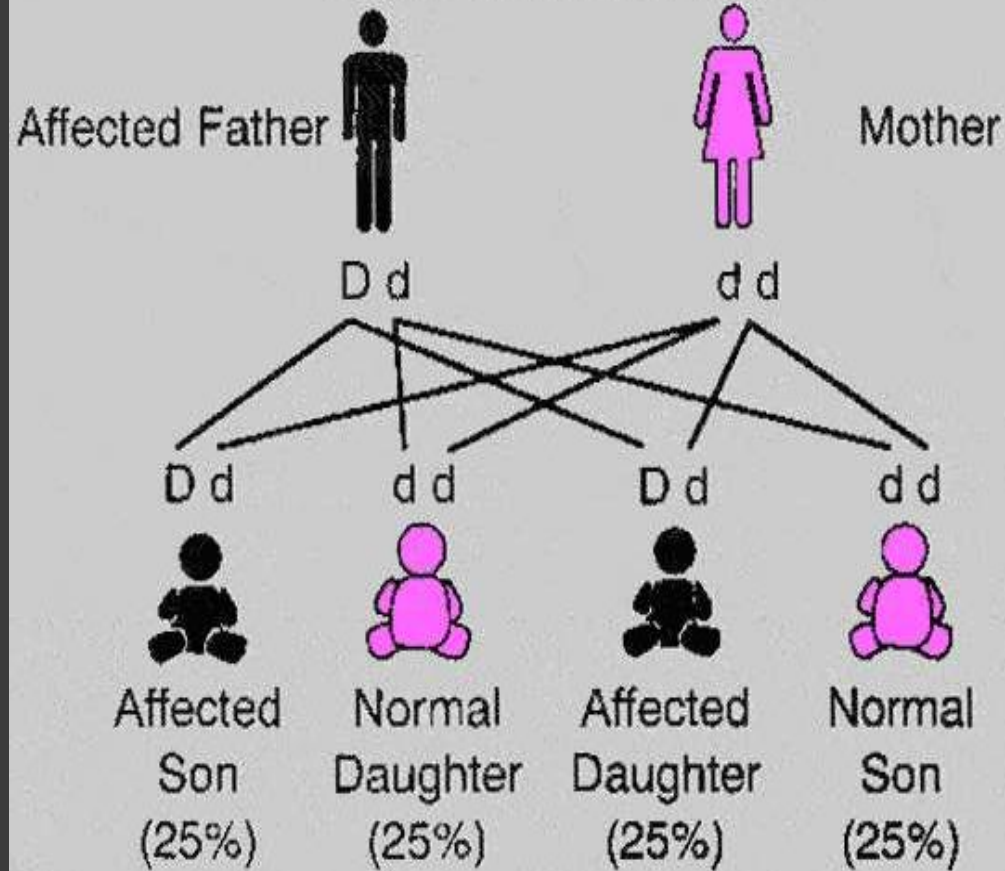 Affected Father
Mother
D d
d d
D d
d d
D d
d d
Affected
Son
(25%)
Normal
Daughter
(25%)
Affected
Daughter
(25%)
Normal
Son
(25%)